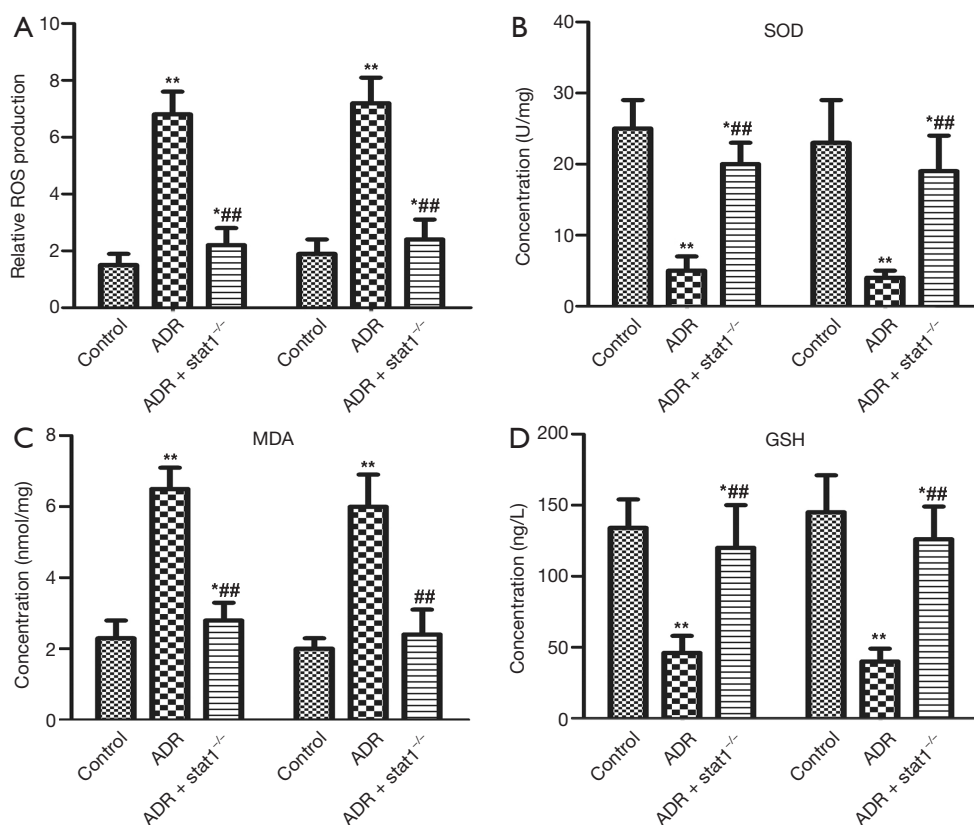 A
Relative ROS production
10
8
6
4
2
0
**
*##
**
*##
Control
ADR
ADR + stat1⁻/⁻
Control
ADR
ADR + stat1⁻/⁻
B
SOD
Concentration (U/mg)
40
30
20
10
0
**
*##
**
*##
Control
ADR
ADR + stat1⁻/⁻
Control
ADR
ADR + stat1⁻/⁻
C
MDA
Concentration (nmol/mg)
8
6
4
2
0
**
*##
**
##
Control
ADR
ADR + stat1⁻/⁻
Control
ADR
ADR + stat1⁻/⁻
D
GSH
Concentration (ng/L)
200
150
100
50
0
**
*##
**
*##
Control
ADR
ADR + stat1⁻/⁻
Control
ADR
ADR + stat1⁻/⁻